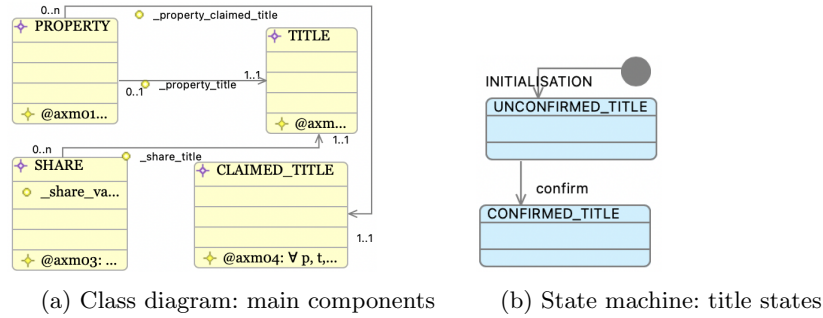 0..n
_property_claimed_title
PROPERTY
TITLE
1..1
0..1
_property_title
@axm01...
@axm...
1..1
0..n
_share_title
SHARE
CLAIMED_TITLE
_share_va...
1..1
@axm03: ...
@axm04: ∀ p, t,...
(a) Class diagram: main components
INITIALISATION
UNCONFIRMED_TITLE
confirm
CONFIRMED_TITLE
(b) State machine: title states